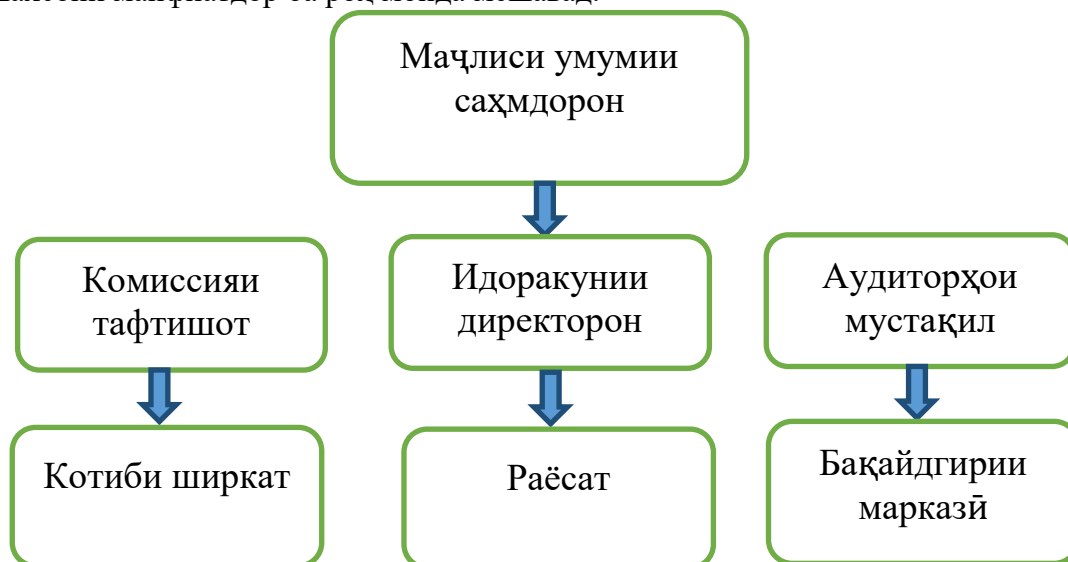 Маҷлиси умумии
саҳмдорон
Комиссияи
тафтишот
Идоракунии
директорон
Аудиторҳои
мустақил
Котиби ширкат
Раёсат
Бақайдгирии
марказӣ